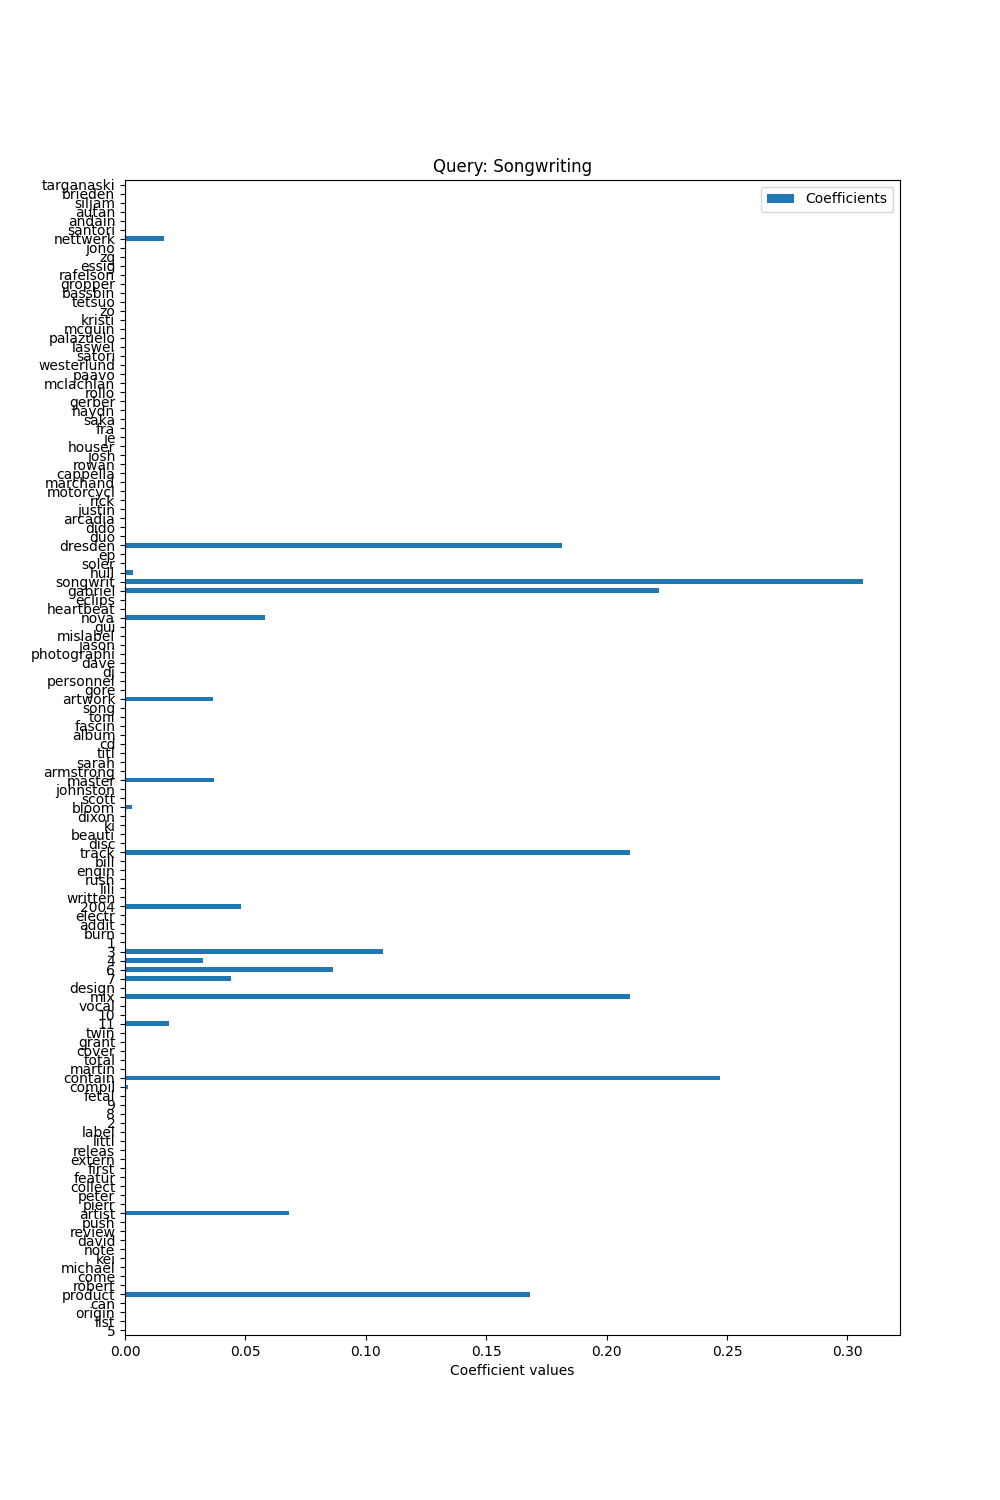 Query: Songwriting
Coefficients
targanaski
brieden
siljam
autan
andain
santori
nettwerk
jono
zg
essig
rafelson
gropper
bassbin
tetsuo
zo
kristi
mcguin
palazuelo
laswel
satori
westerlund
paavo
mclachlan
rollo
gerber
haydn
saka
fra
je
houser
josh
rowan
cappella
marchand
motorcycl
rick
justin
arcadia
dido
duo
dresden
ep
soler
hull
songwrit
gabriel
eclips
heartbeat
nova
gui
mislabel
jason
photographi
dave
dj
personnel
gore
artwork
song
tom
fascin
album
cd
titl
sarah
armstrong
master
johnston
scott
bloom
dixon
ki
beauti
disc
track
bill
engin
rush
lili
written
2004
electr
addit
burn
1
3
4
6
7
design
mix
vocal
10
11
twin
grant
cover
total
martin
contain
compil
fetal
9
8
2
label
littl
releas
extern
first
featur
collect
peter
pierr
artist
push
review
david
note
kei
michael
come
robert
product
can
origin
list
5
0.00 0.05 0.10 0.15 0.20 0.25 0.30
Coefficient values